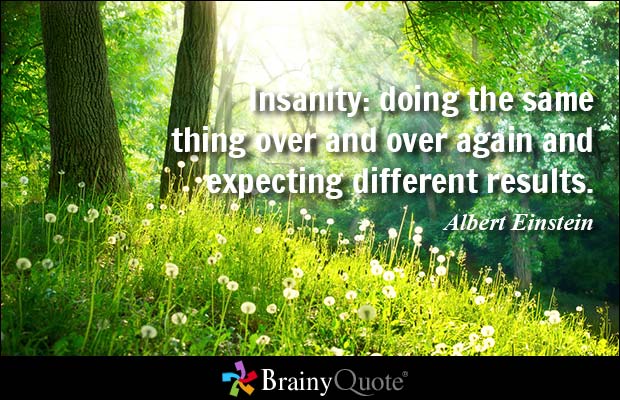 Insanity: doing the same
thing over and over again and
expecting different results.
Albert Einstein
BrainyQuote®